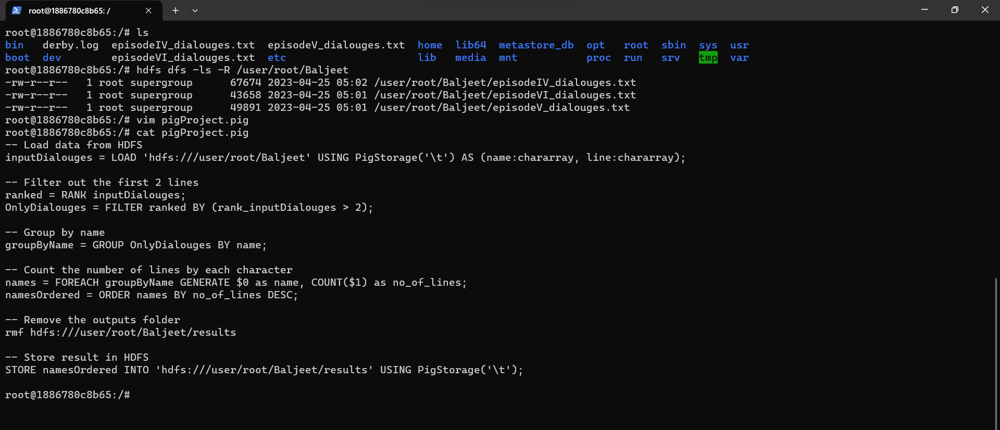 root@1886780c8b65: /
root@1886780c8b65:/# ls
bin   derby.log  episodeIV_dialouges.txt  episodeV_dialouges.txt  home  lib64  metastore_db  opt   root  sbin  sys  usr
boot  dev        episodeVI_dialouges.txt  etc                     lib   media  mnt           proc  run   srv   tmp  var
root@1886780c8b65:/# hdfs dfs -ls -R /user/root/Baljeet
-rw-r--r--   1 root supergroup      67674 2023-04-25 05:02 /user/root/Baljeet/episodeIV_dialouges.txt
-rw-r--r--   1 root supergroup      43658 2023-04-25 05:01 /user/root/Baljeet/episodeVI_dialouges.txt
-rw-r--r--   1 root supergroup      49891 2023-04-25 05:01 /user/root/Baljeet/episodeV_dialouges.txt
root@1886780c8b65:/# vim pigProject.pig
root@1886780c8b65:/# cat pigProject.pig
-- Load data from HDFS
inputDialouges = LOAD 'hdfs:///user/root/Baljeet' USING PigStorage('\t') AS (name:chararray, line:chararray);

-- Filter out the first 2 lines
ranked = RANK inputDialouges;
OnlyDialouges = FILTER ranked BY (rank_inputDialouges > 2);

-- Group by name
groupByName = GROUP OnlyDialouges BY name;

-- Count the number of lines by each character
names = FOREACH groupByName GENERATE $0 as name, COUNT($1) as no_of_lines;
namesOrdered = ORDER names BY no_of_lines DESC;

-- Remove the outputs folder
rmf hdfs:///user/root/Baljeet/results

-- Store result in HDFS
STORE namesOrdered INTO 'hdfs:///user/root/Baljeet/results' USING PigStorage('\t');

root@1886780c8b65:/#